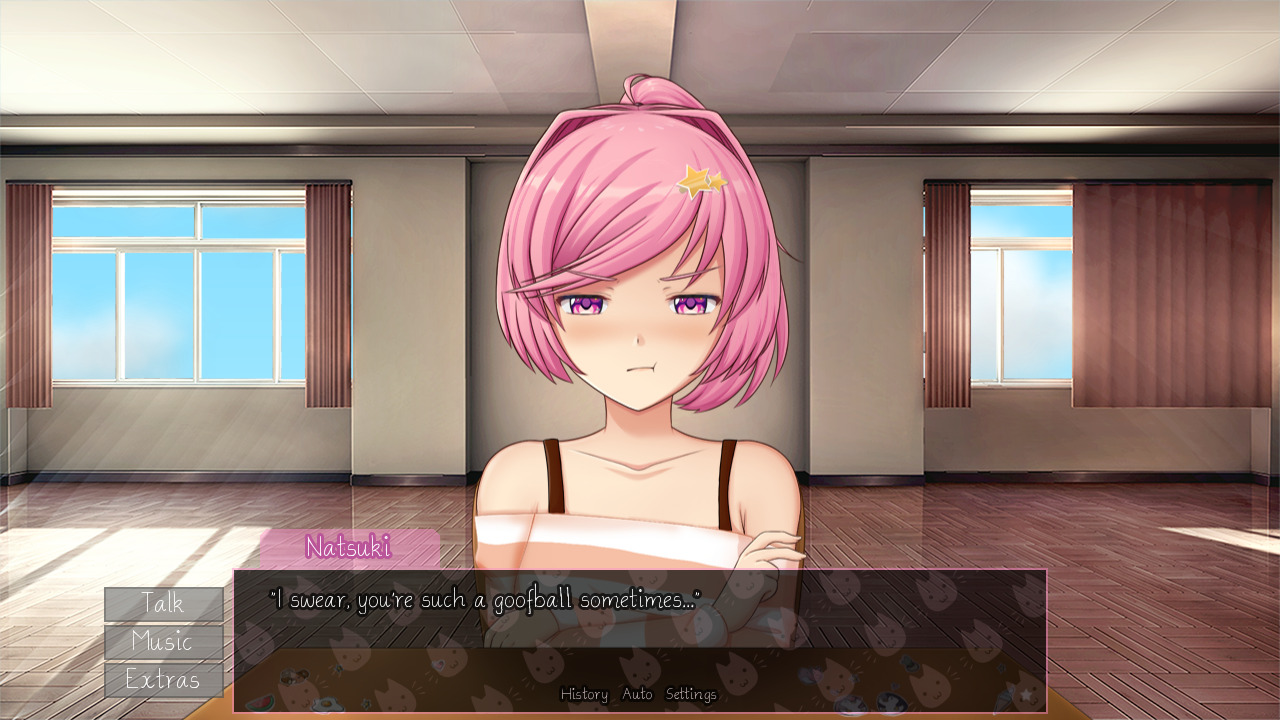 Natsuki
"I swear, you're such a goofball sometimes..."
Talk
Music
Extras
History Auto Settings